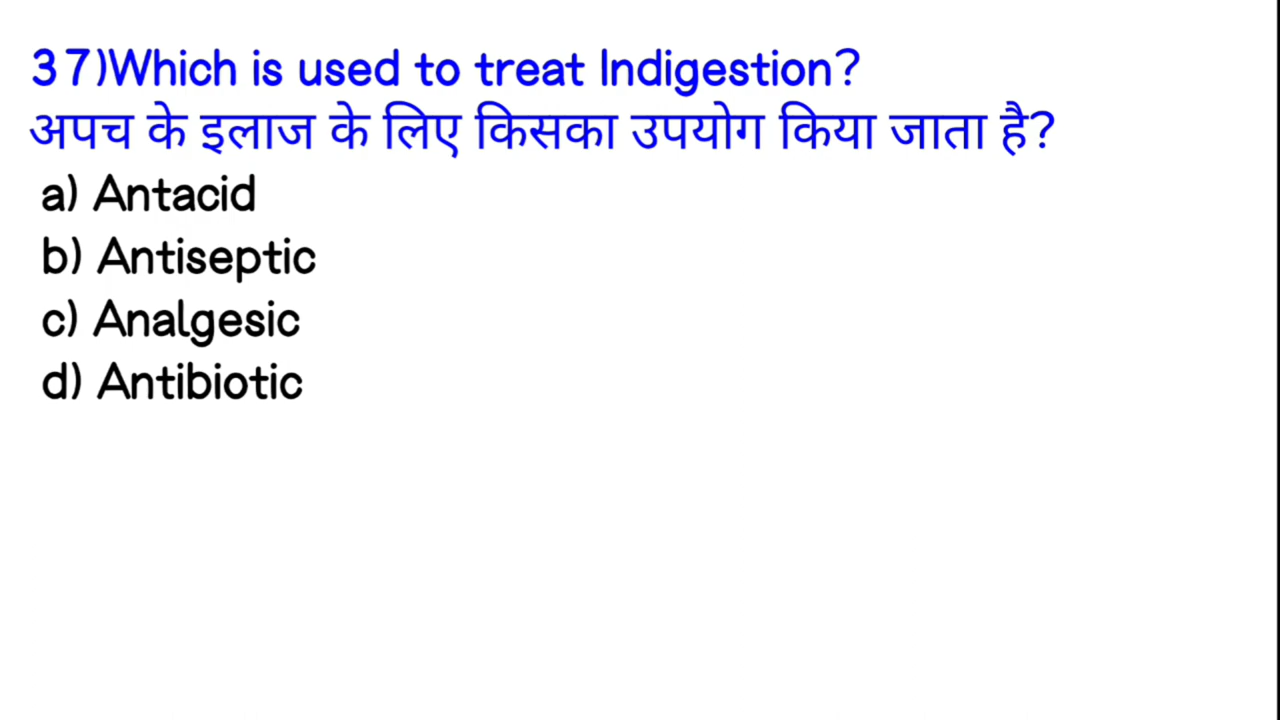 37)Which is used to treat Indigestion?
अपच के इलाज के लिए किसका उपयोग किया जाता है?
a) Antacid
b) Antiseptic
c) Analgesic
d) Antibiotic